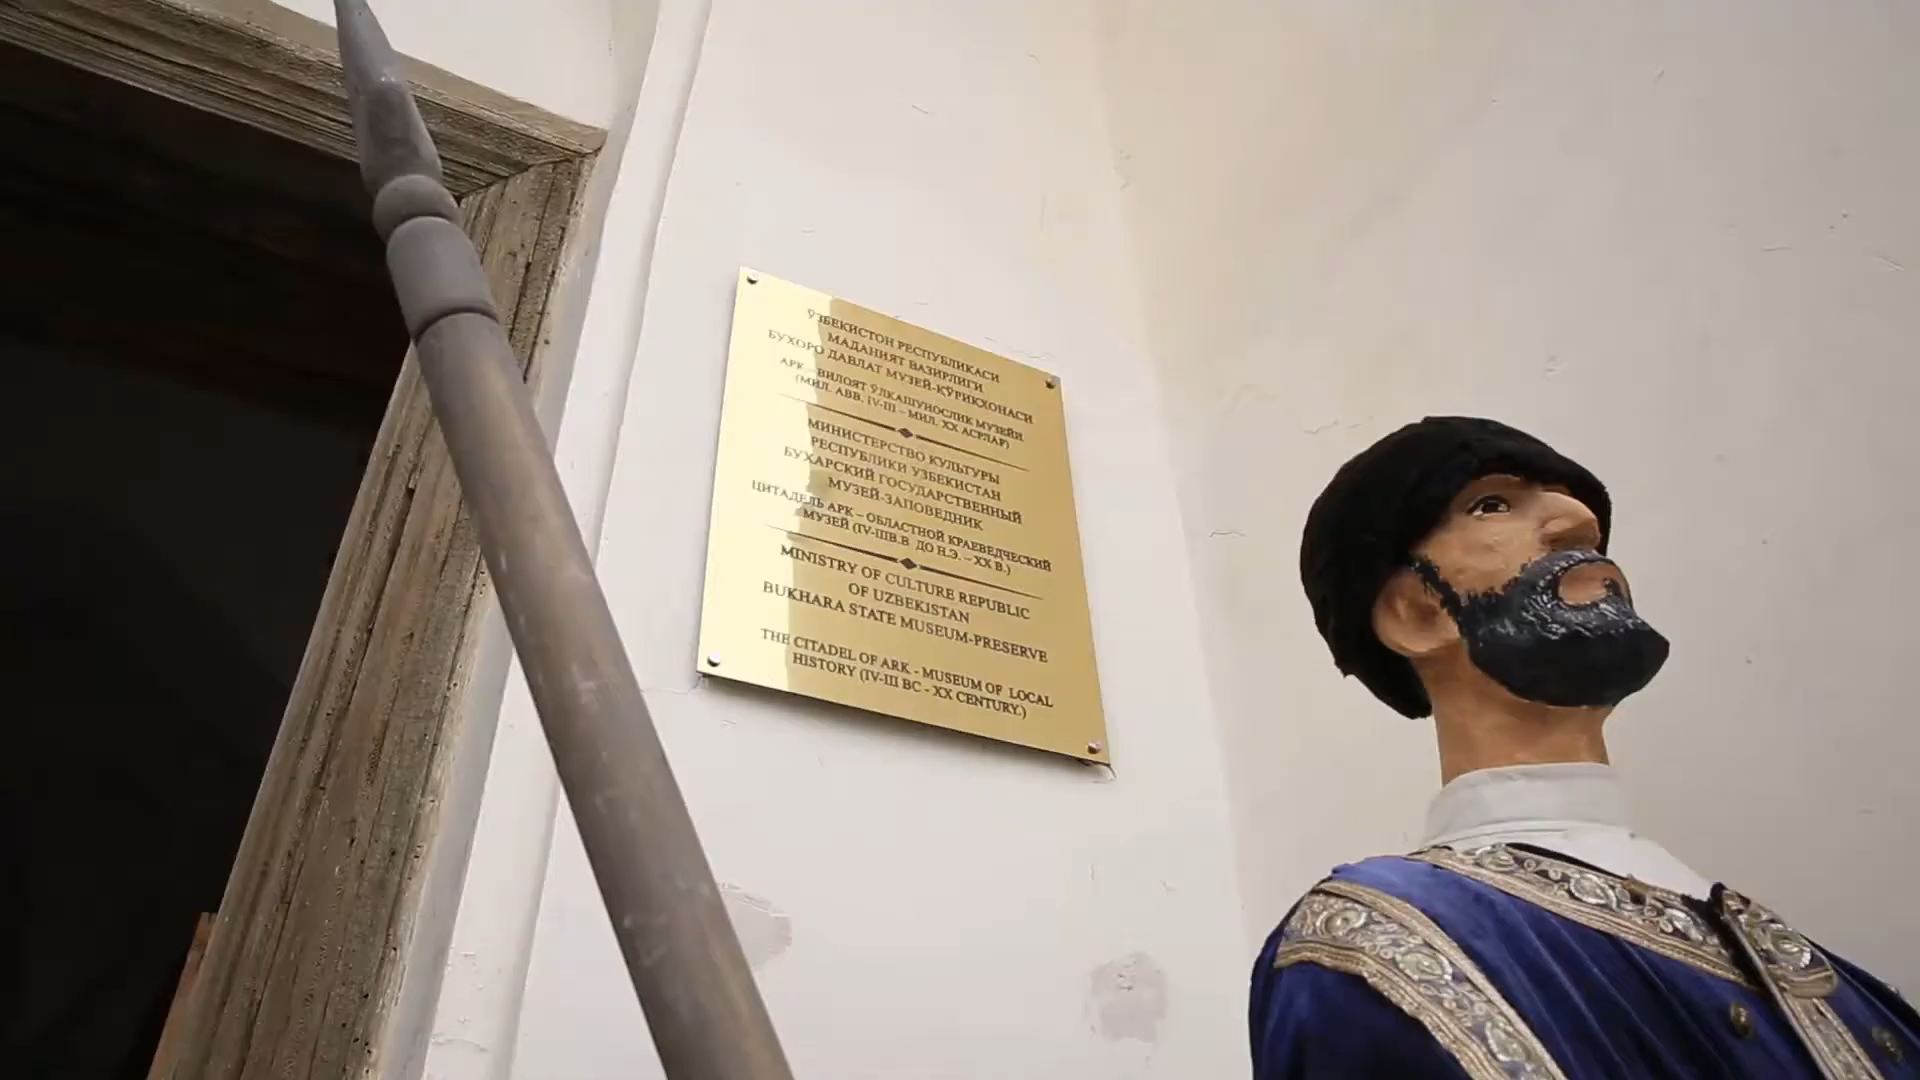 ЎЗБЕКИСТОН РЕСПУБЛИКАСИ
МАДАНИЯТ ВАЗИРЛИГИ
БУХОРО ДАВЛАТ МУЗЕЙ-ҚЎРИҚХОНАСИ
АРК – ВИЛОЯТ ЎЛКАШУНОСЛИК МУЗЕЙИ
(МИЛ. АВВ. IV-III – МИЛ. XX АСРЛАР)
МИНИСТЕРСТВО КУЛЬТУРЫ
РЕСПУБЛИКИ УЗБЕКИСТАН
БУХАРСКИЙ ГОСУДАРСТВЕННЫЙ
МУЗЕЙ-ЗАПОВЕДНИК
ЦИТАДЕЛЬ АРК – ОБЛАСТНОЙ КРАЕВЕДЧЕСКИЙ
МУЗЕЙ (IV-IIIВ.В ДО Н.Э. – XX В.)
MINISTRY OF CULTURE REPUBLIC
OF UZBEKISTAN
BUKHARA STATE MUSEUM-PRESERVE
THE CITADEL OF ARK - MUSEUM OF LOCAL
HISTORY (IV-III BC - XX CENTURY.)